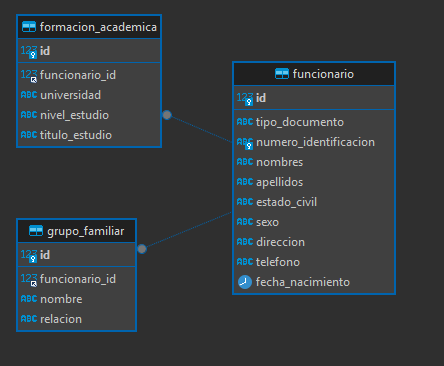 formacion_academica
123 id
123 funcionario_id
ABC universidad
ABC nivel_estudio
ABC titulo_estudio
funcionario
123 id
ABC tipo_documento
ABC numero_identificacion
ABC nombres
ABC apellidos
ABC estado_civil
ABC sexo
ABC direccion
ABC telefono
fecha_nacimiento
grupo_familiar
123 id
123 funcionario_id
ABC nombre
ABC relacion